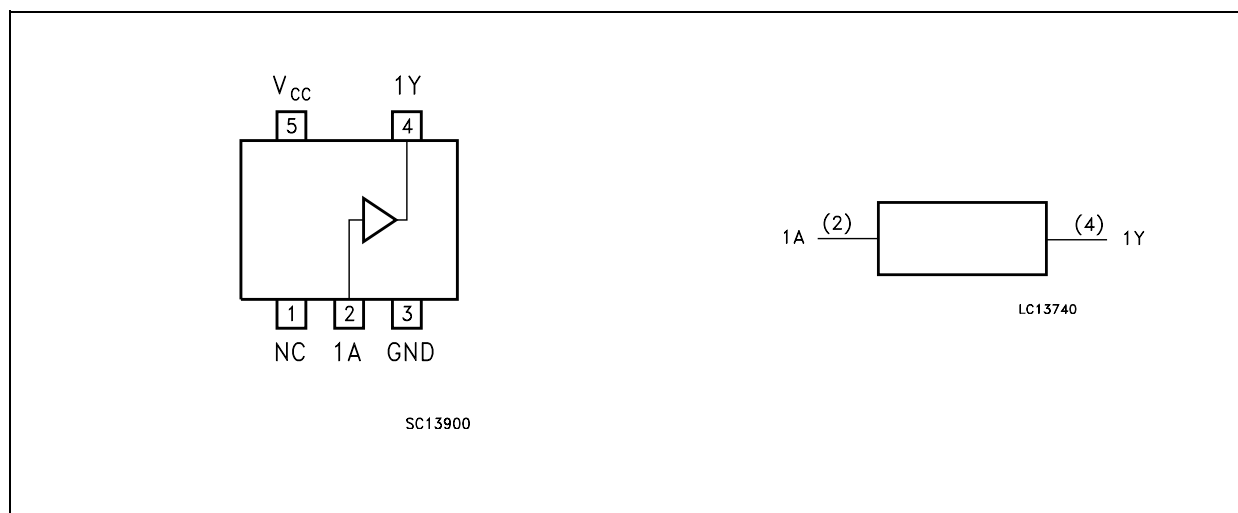 VCC 1Y
5 4
1 2 3
NC 1A GND
SC13900
1A (2) (4) 1Y
LC13740